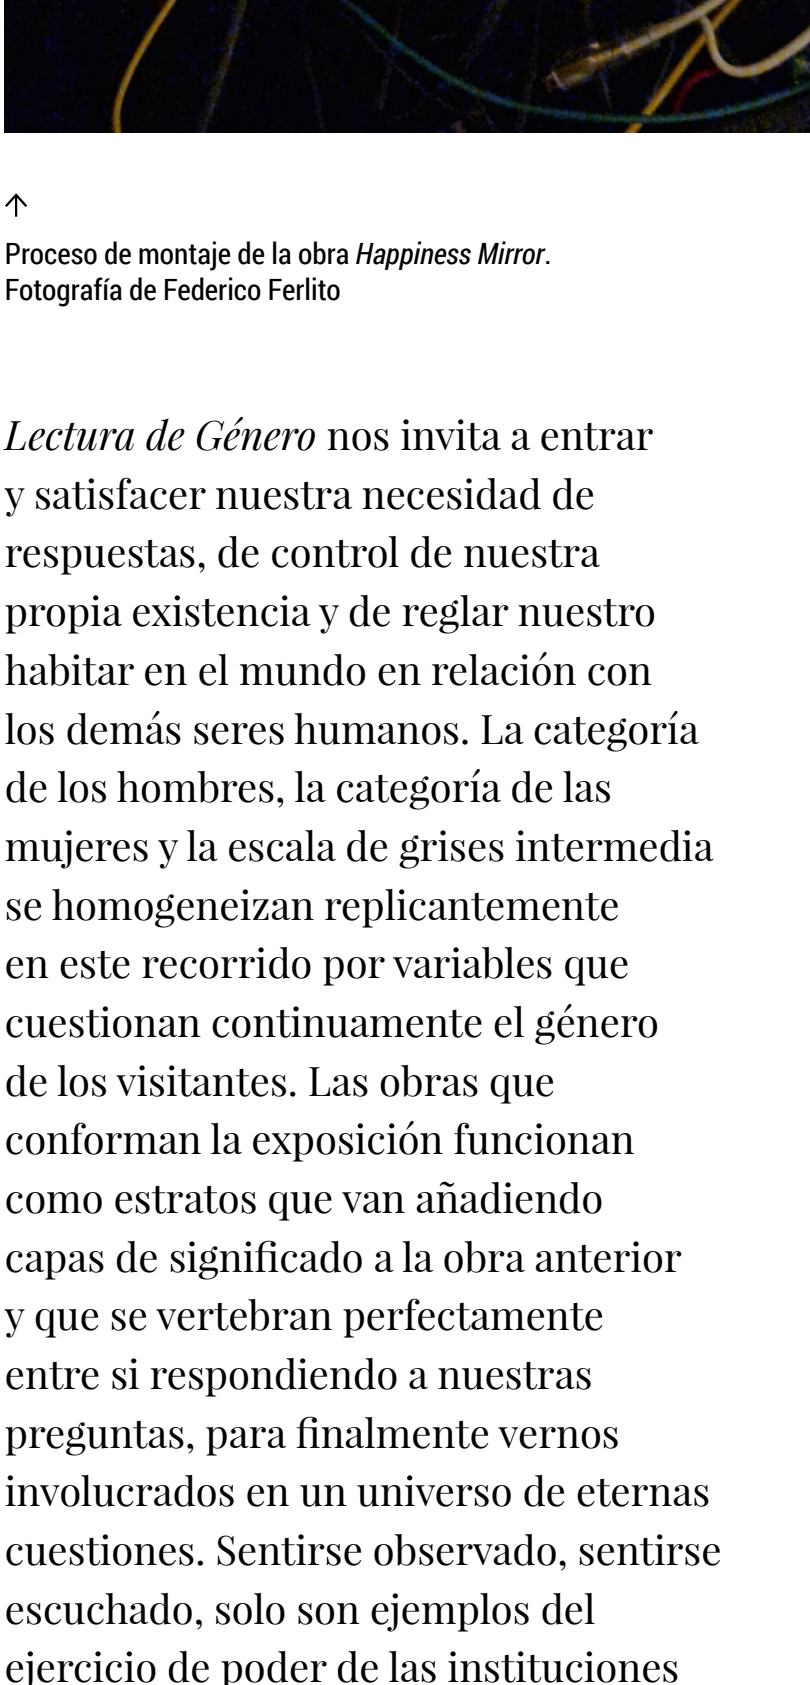 ↑
Proceso de montaje de la obra Happiness Mirror.
Fotografía de Federico Ferlito
Lectura de Género nos invita a entrar
y satisfacer nuestra necesidad de
respuestas, de control de nuestra
propia existencia y de reglar nuestro
habitar en el mundo en relación con
los demás seres humanos. La categoría
de los hombres, la categoría de las
mujeres y la escala de grises intermedia
se homogeneizan replicantemente
en este recorrido por variables que
cuestionan continuamente el género
de los visitantes. Las obras que
conforman la exposición funcionan
como estratos que van añadiendo
capas de significado a la obra anterior
y que se vertebran perfectamente
entre si respondiendo a nuestras
preguntas, para finalmente vernos
involucrados en un universo de eternas
cuestiones. Sentirse observado, sentirse
escuchado, solo son ejemplos del
ejercicio de poder de las instituciones